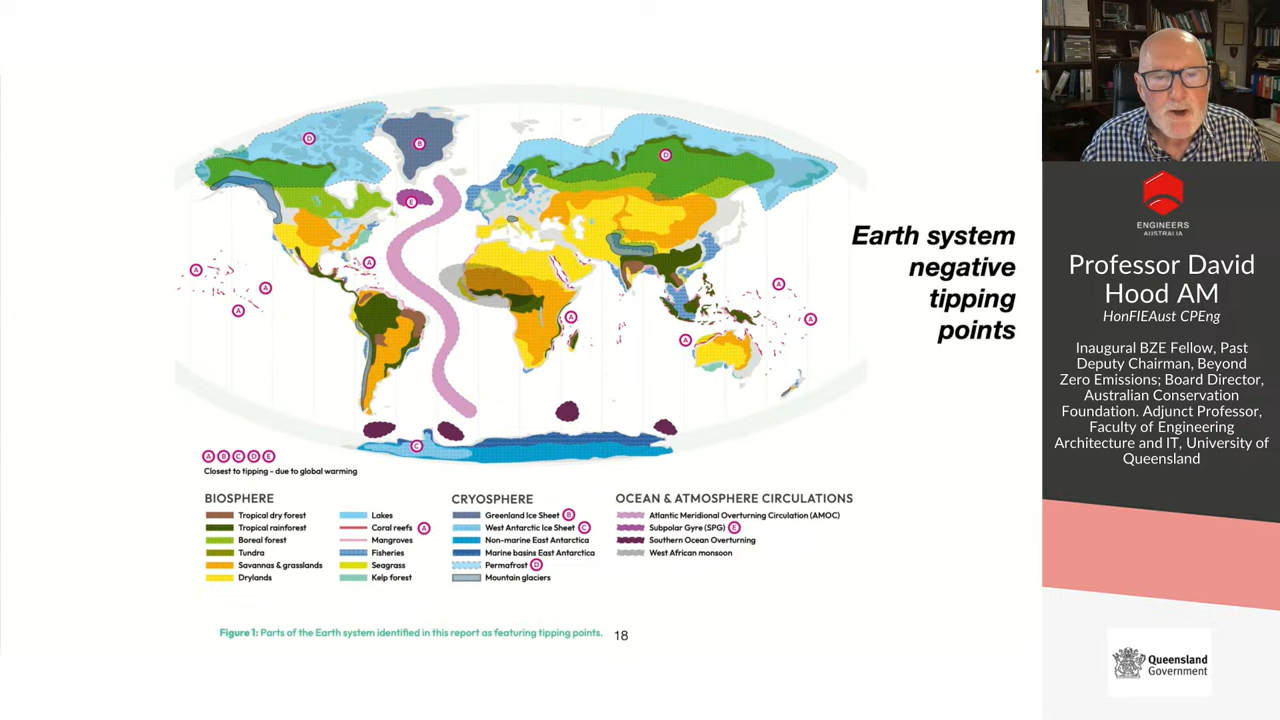 D
B
D
E
A
A
A
A
A
A
A
A
C
Earth system
negative
tipping
points
A B C D E
Closest to tipping - due to global warming
BIOSPHERE
Tropical dry forest
Tropical rainforest
Boreal forest
Tundra
Savannas & grasslands
Drylands
Lakes
Coral reefs A
Mangroves
Fisheries
Seagrass
Kelp forest
CRYOSPHERE
Greenland Ice Sheet B
West Antarctic Ice Sheet C
Non-marine East Antarctica
Marine basins East Antarctica
Permafrost D
Mountain glaciers
OCEAN & ATMOSPHERE CIRCULATIONS
Atlantic Meridional Overturning Circulation (AMOC)
Subpolar Gyre (SPG) E
Southern Ocean Overturning
West African monsoon
Figure 1: Parts of the Earth system identified in this report as featuring tipping points.
18
ENGINEERS
AUSTRALIA
Professor David
Hood AM
HonFIEAust CPEng
Inaugural BZE Fellow, Past
Deputy Chairman, Beyond
Zero Emissions; Board Director,
Australian Conservation
Foundation. Adjunct Professor,
Faculty of Engineering
Architecture and IT, University of
Queensland
Queensland
Government